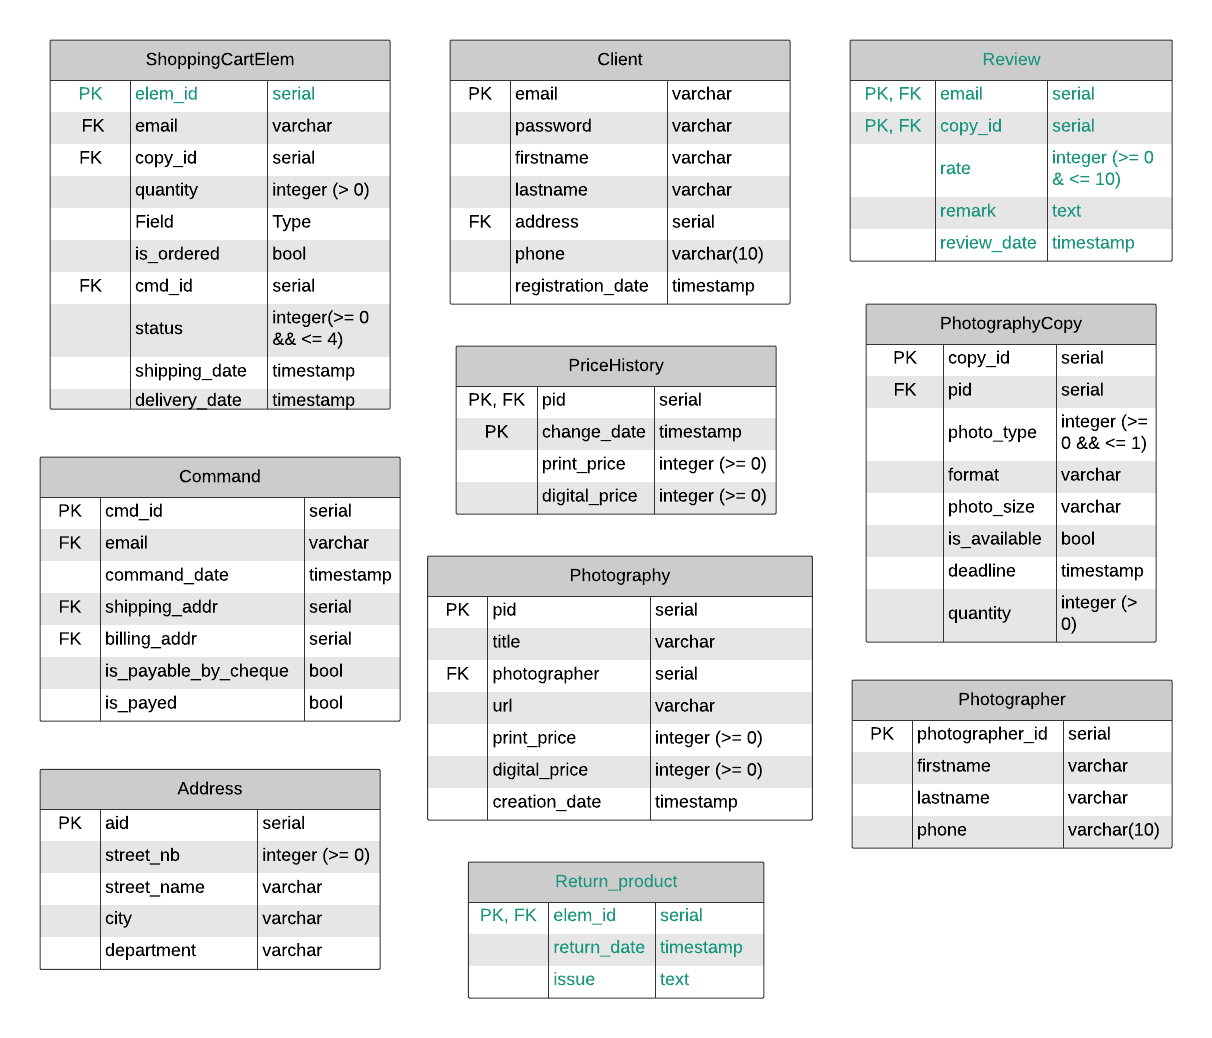 ShoppingCartElem
PK elem_id serial
FK email varchar
FK copy_id serial
quantity integer (> 0)
Field Type
is_ordered bool
FK cmd_id serial
status integer(>= 0
&& <= 4)
shipping_date timestamp
delivery_date timestamp
Client
PK email varchar
password varchar
firstname varchar
lastname varchar
FK address serial
phone varchar(10)
registration_date timestamp
Review
PK, FK email serial
PK, FK copy_id serial
rate integer (>= 0
& <= 10)
remark text
review_date timestamp
PriceHistory
PK, FK pid serial
PK change_date timestamp
print_price integer (>= 0)
digital_price integer (>= 0)
PhotographyCopy
PK copy_id serial
FK pid serial
photo_type integer (>=
0 && <= 1)
format varchar
photo_size varchar
is_available bool
deadline timestamp
quantity integer (>
0)
Command
PK cmd_id serial
FK email varchar
command_date timestamp
FK shipping_addr serial
FK billing_addr serial
is_payable_by_cheque bool
is_payed bool
Photography
PK pid serial
title varchar
FK photographer serial
url varchar
print_price integer (>= 0)
digital_price integer (>= 0)
creation_date timestamp
Photographer
PK photographer_id serial
firstname varchar
lastname varchar
phone varchar(10)
Address
PK aid serial
street_nb integer (>= 0)
street_name varchar
city varchar
department varchar
Return_product
PK, FK elem_id serial
return_date timestamp
issue text